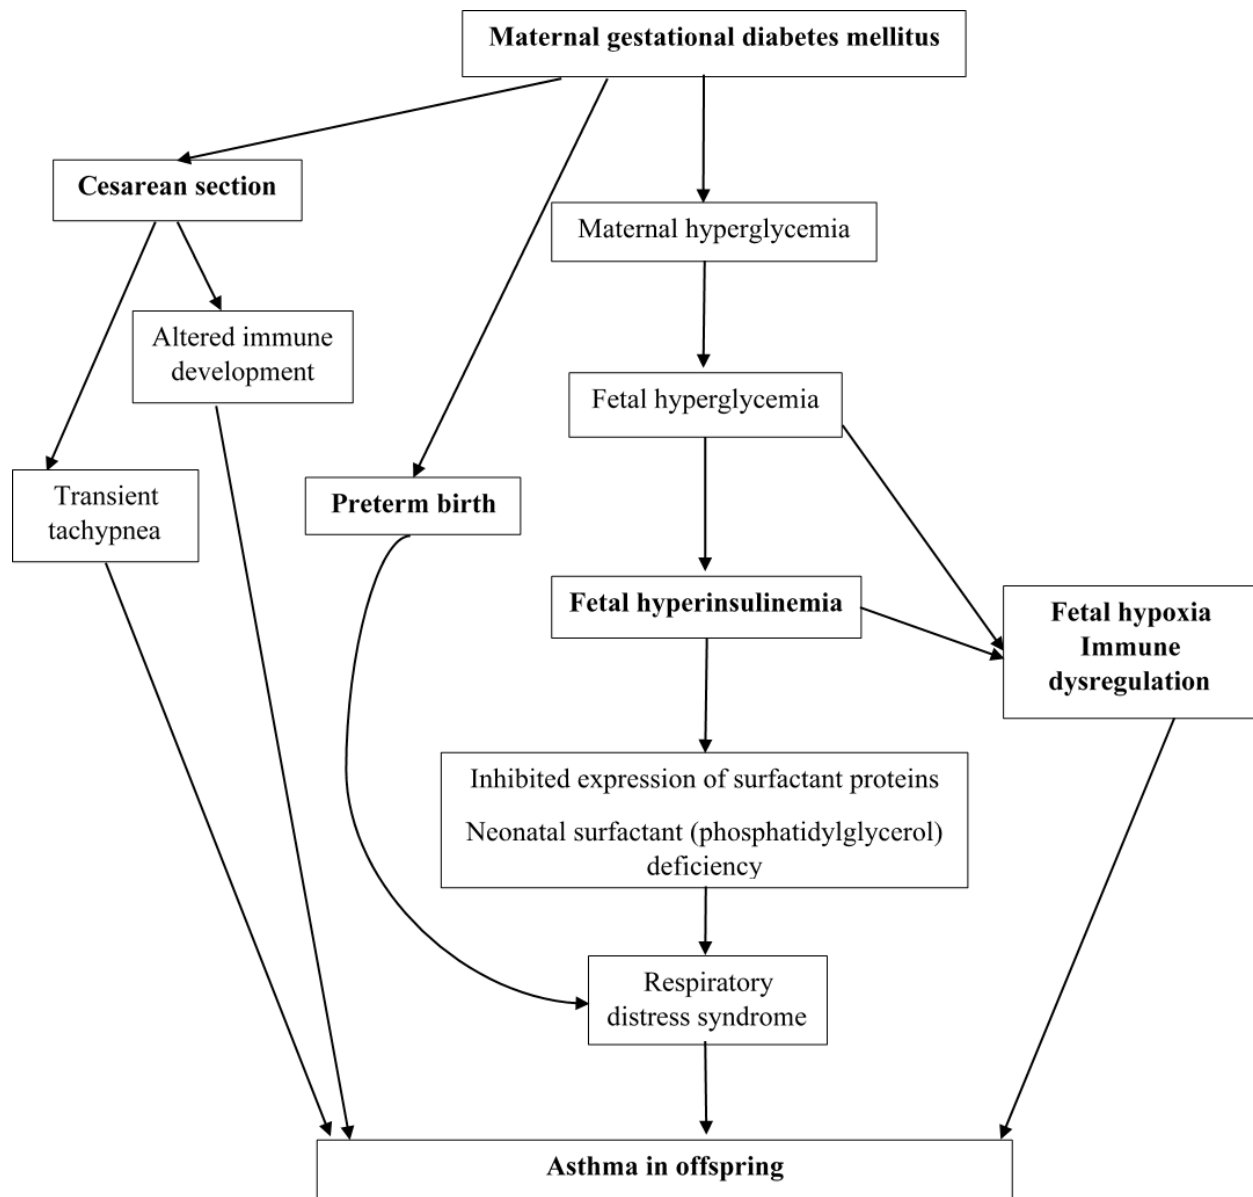 Maternal gestational diabetes mellitus
Cesarean section
Maternal hyperglycemia
Altered immune
development
Fetal hyperglycemia
Transient
tachypnea
Preterm birth
Fetal hyperinsulinemia
Fetal hypoxia
Immune
dysregulation
Inhibited expression of surfactant proteins
Neonatal surfactant (phosphatidylglycerol)
deficiency
Respiratory
distress syndrome
Asthma in offspring